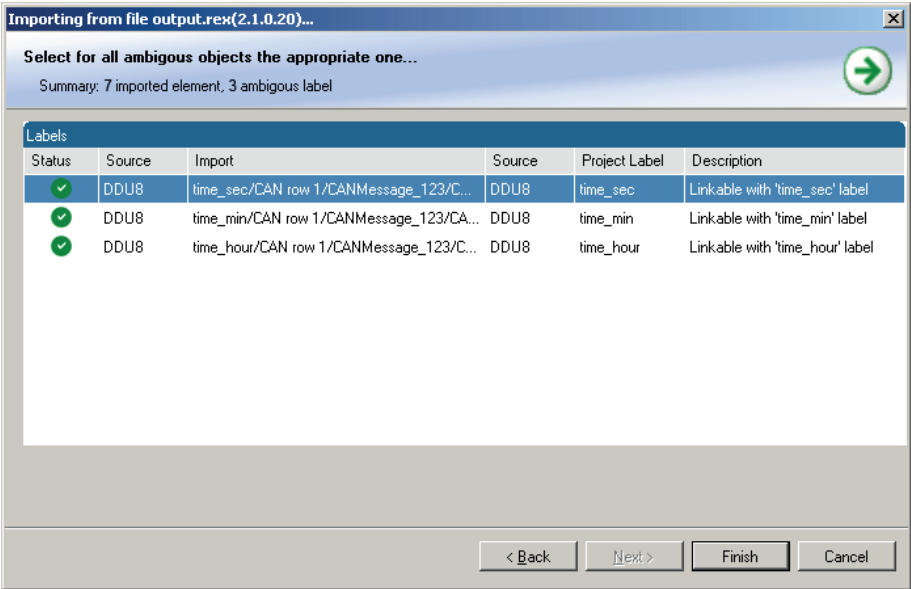 Importing from file output.rex(2.1.0.20)...
Select for all ambigous objects the appropriate one...
Summary: 7 imported element, 3 ambigous label
Labels
Status Source Import Source Project Label Description
DDU8 time_sec/CAN row 1/CANMessage_123/C... DDU8 time_sec Linkable with 'time_sec' label
DDU8 time_min/CAN row 1/CANMessage_123/CA... DDU8 time_min Linkable with 'time_min' label
DDU8 time_hour/CAN row 1/CANMessage_123/C... DDU8 time_hour Linkable with 'time_hour' label
< Back Next > Finish Cancel